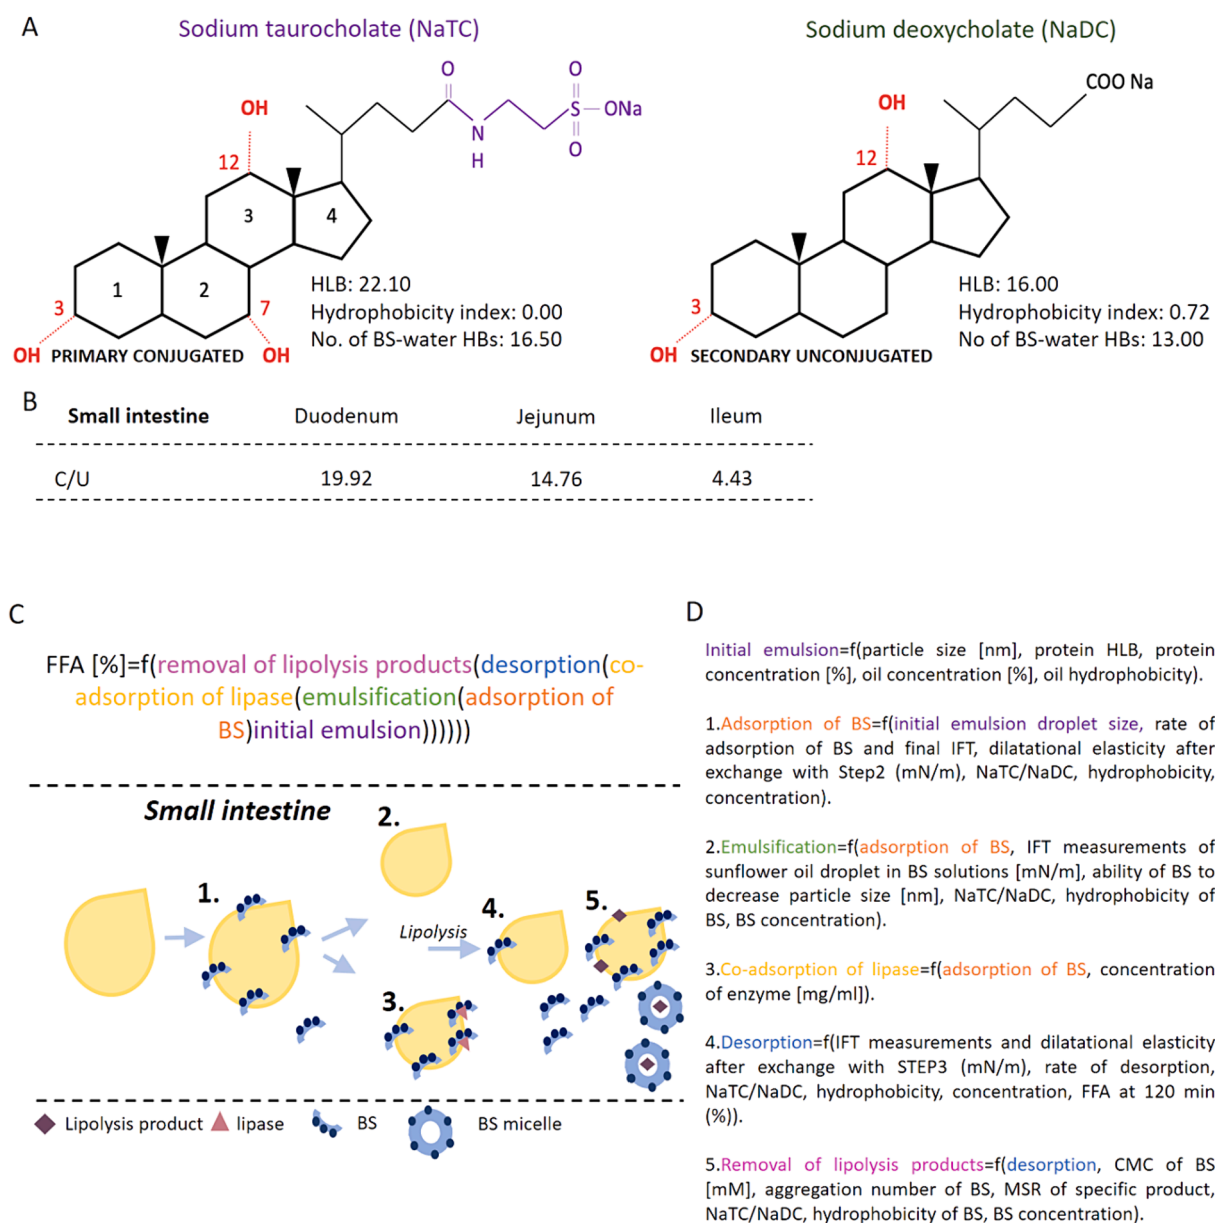 A
Sodium taurocholate (NaTC)
Sodium deoxycholate (NaDC)
OH
12
O
N
H
O
S
ONa
O
3
4
1
2
3
7
OH
PRIMARY CONJUGATED
OH
HLB: 22.10
Hydrophobicity index: 0.00
No. of BS-water HBs: 16.50
OH
12
COO Na
3
OH
SECONDARY UNCONJUGATED
HLB: 16.00
Hydrophobicity index: 0.72
No of BS-water HBs: 13.00
B
Small intestine Duodenum Jejunum Ileum
C/U 19.92 14.76 4.43
C
FFA [%]=f(removal of lipolysis products(desorption(co-
adsorption of lipase(emulsification(adsorption of
BS)initial emulsion))))))
Small intestine
1.
2.
3.
Lipolysis
4.
5.
Lipolysis product
lipase
BS
BS micelle
D
Initial emulsion=f(particle size [nm], protein HLB, protein
concentration [%], oil concentration [%], oil hydrophobicity).
1.Adsorption of BS=f(initial emulsion droplet size, rate of
adsorption of BS and final IFT, dilatational elasticity after
exchange with Step2 (mN/m), NaTC/NaDC, hydrophobicity,
concentration).
2.Emulsification=f(adsorption of BS, IFT measurements of
sunflower oil droplet in BS solutions [mN/m], ability of BS to
decrease particle size [nm], NaTC/NaDC, hydrophobicity of
BS, BS concentration).
3.Co-adsorption of lipase=f(adsorption of BS, concentration
of enzyme [mg/ml]).
4.Desorption=f(IFT measurements and dilatational elasticity
after exchange with STEP3 (mN/m), rate of desorption,
NaTC/NaDC, hydrophobicity, concentration, FFA at 120 min
(%)).
5.Removal of lipolysis products=f(desorption, CMC of BS
[mM], aggregation number of BS, MSR of specific product,
NaTC/NaDC, hydrophobicity of BS, BS concentration).